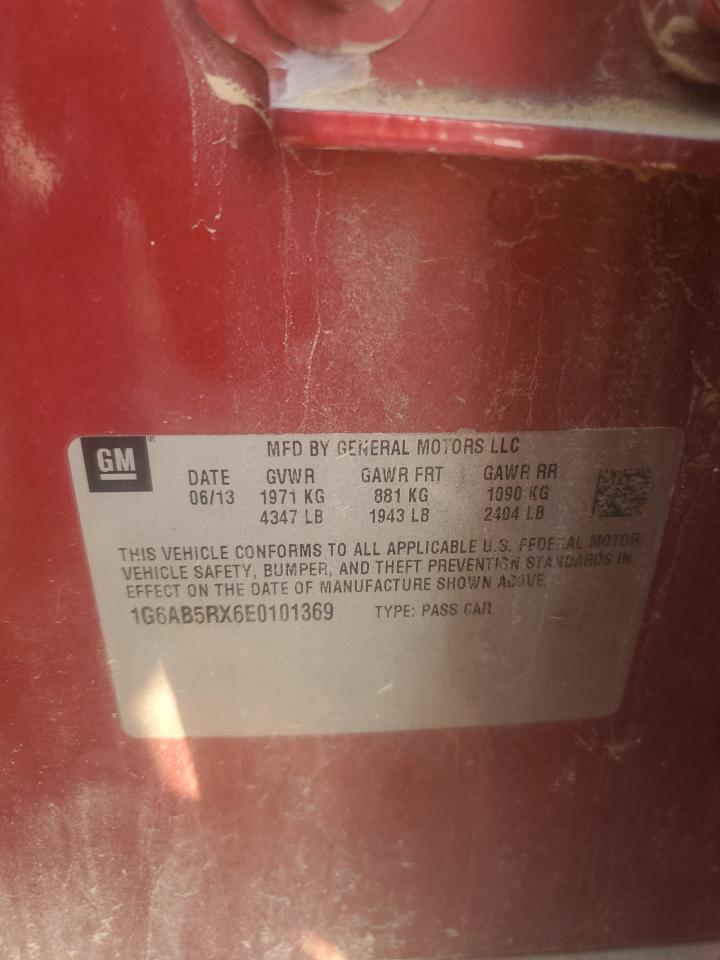 GM
MFD BY GENERAL MOTORS LLC
DATE GVWR GAWR FRT GAWR RR
06/13 1971 KG 881 KG 1090 KG
4347 LB 1943 LB 2404 LB
THIS VEHICLE CONFORMS TO ALL APPLICABLE U.S. FEDERAL MOTOR
VEHICLE SAFETY, BUMPER, AND THEFT PREVENTION STANDARDS IN
EFFECT ON THE DATE OF MANUFACTURE SHOWN ABOVE.
1G6AB5RX6E0101369 TYPE: PASS CAR